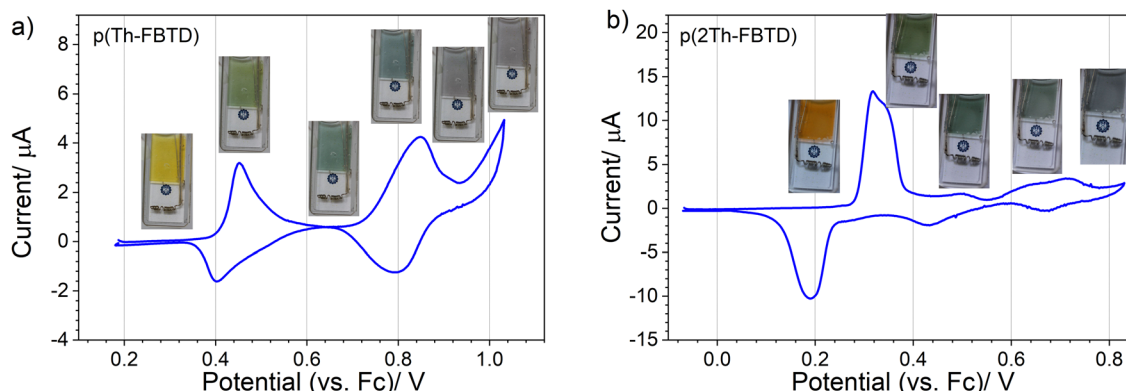 a)
p(Th-FBTD)
8
6
4
2
0
-2
-4
Current/ μA
0.2 0.4 0.6 0.8 1.0
Potential (vs. Fc)/ V
b)
p(2Th-FBTD)
20
15
10
5
0
-5
-10
-15
Current/ μA
0.0 0.2 0.4 0.6 0.8
Potential (vs. Fc)/ V